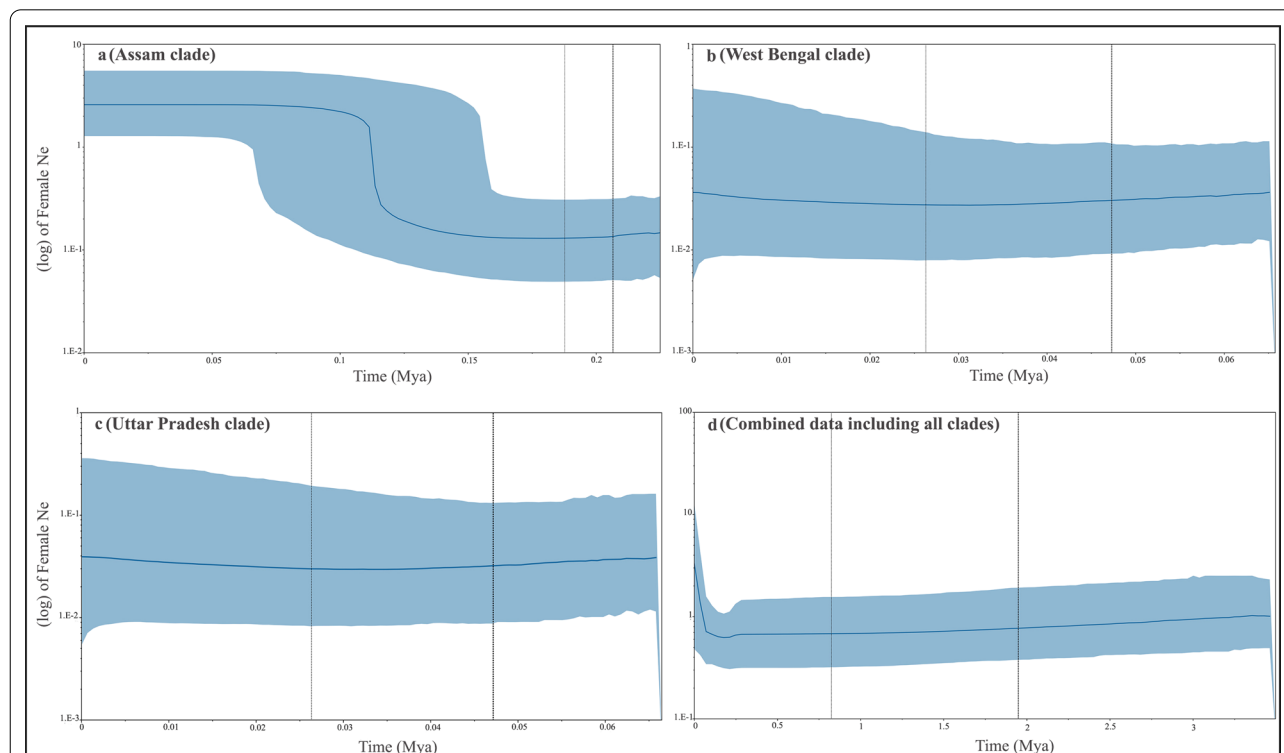 a (Assam clade)
10
1
1.E-1
1.E-2
(log) of Female Ne
0
0.05
0.1
0.15
0.2
Time (Mya)
b (West Bengal clade)
1
1.E-1
1.E-2
1.E-3
0
0.01
0.02
0.03
0.04
0.05
0.06
Time (Mya)
c (Uttar Pradesh clade)
1
1.E-1
1.E-2
1.E-3
(log) of Female Ne
0
0.01
0.02
0.03
0.04
0.05
0.06
Time (Mya)
d (Combined data including all clades)
100
10
1
1.E-1
0
0.5
1
1.5
2
2.5
3
Time (Mya)